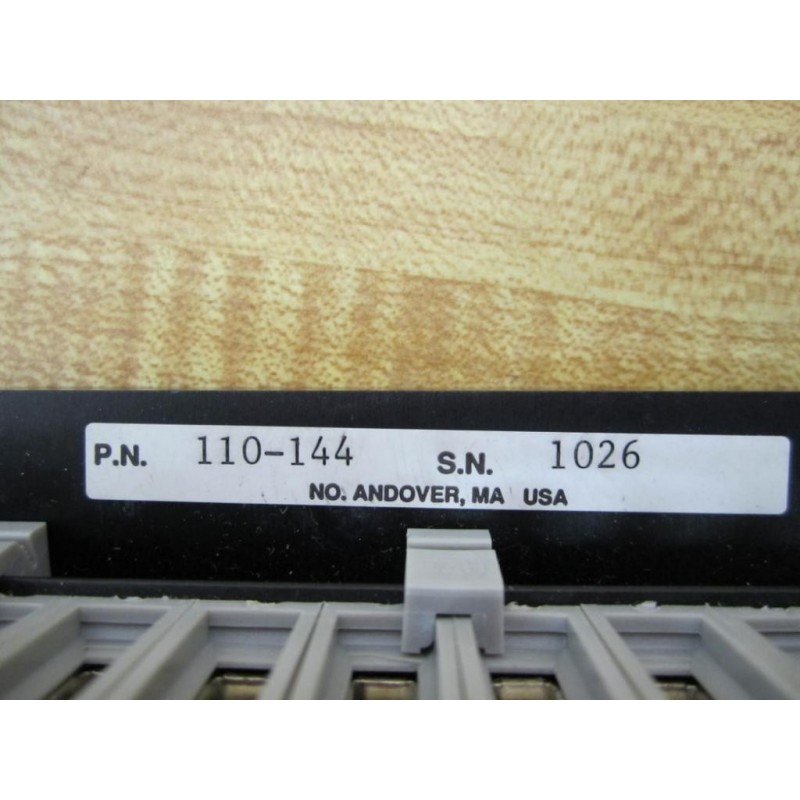 P.N. 110-144 S.N. 1026
NO. ANDOVER, MA USA